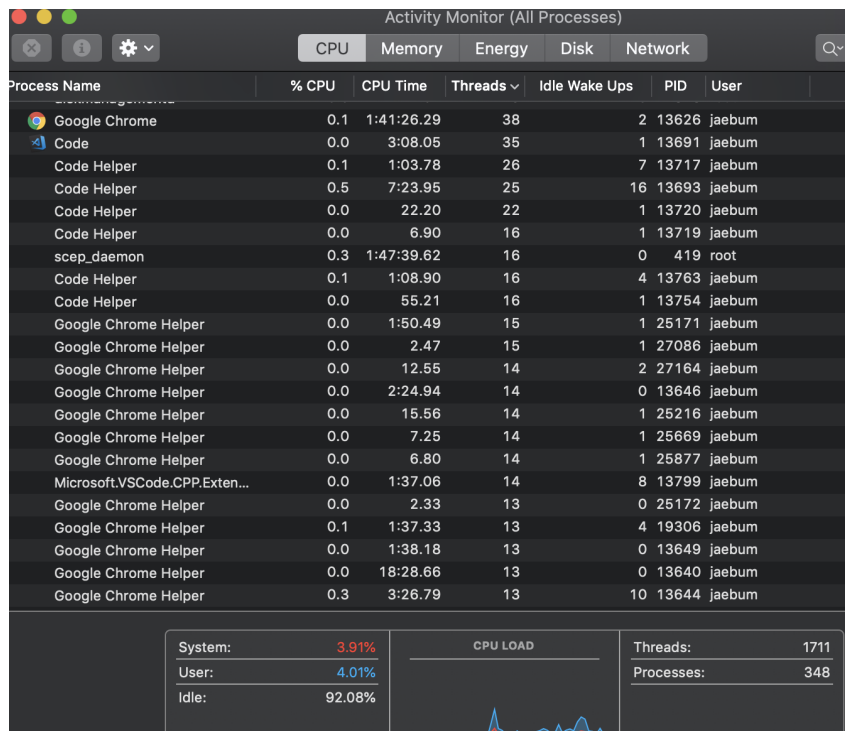 Activity Monitor (All Processes)
CPU Memory Energy Disk Network
Process Name % CPU CPU Time Threads Idle Wake Ups PID User
Google Chrome 0.1 1:41:26.29 38 2 13626 jaebum
Code 0.0 3:08.05 35 1 13691 jaebum
Code Helper 0.1 1:03.78 26 7 13717 jaebum
Code Helper 0.5 7:23.95 25 16 13693 jaebum
Code Helper 0.0 22.20 22 1 13720 jaebum
Code Helper 0.0 6.90 16 1 13719 jaebum
scep_daemon 0.3 1:47:39.62 16 0 419 root
Code Helper 0.1 1:08.90 16 4 13763 jaebum
Code Helper 0.0 55.21 16 1 13754 jaebum
Google Chrome Helper 0.0 1:50.49 15 1 25171 jaebum
Google Chrome Helper 0.0 2.47 15 1 27086 jaebum
Google Chrome Helper 0.0 12.55 14 2 27164 jaebum
Google Chrome Helper 0.0 2:24.94 14 0 13646 jaebum
Google Chrome Helper 0.0 15.56 14 1 25216 jaebum
Google Chrome Helper 0.0 7.25 14 1 25669 jaebum
Google Chrome Helper 0.0 6.80 14 1 25877 jaebum
Microsoft.VSCode.CPP.Exten... 0.0 1:37.06 14 8 13799 jaebum
Google Chrome Helper 0.0 2.33 13 0 25172 jaebum
Google Chrome Helper 0.1 1:37.33 13 4 19306 jaebum
Google Chrome Helper 0.0 1:38.18 13 0 13649 jaebum
Google Chrome Helper 0.0 18:28.66 13 0 13640 jaebum
Google Chrome Helper 0.3 3:26.79 13 10 13644 jaebum
System: 3.91% CPU LOAD Threads: 1711
User: 4.01% Processes: 348
Idle: 92.08%